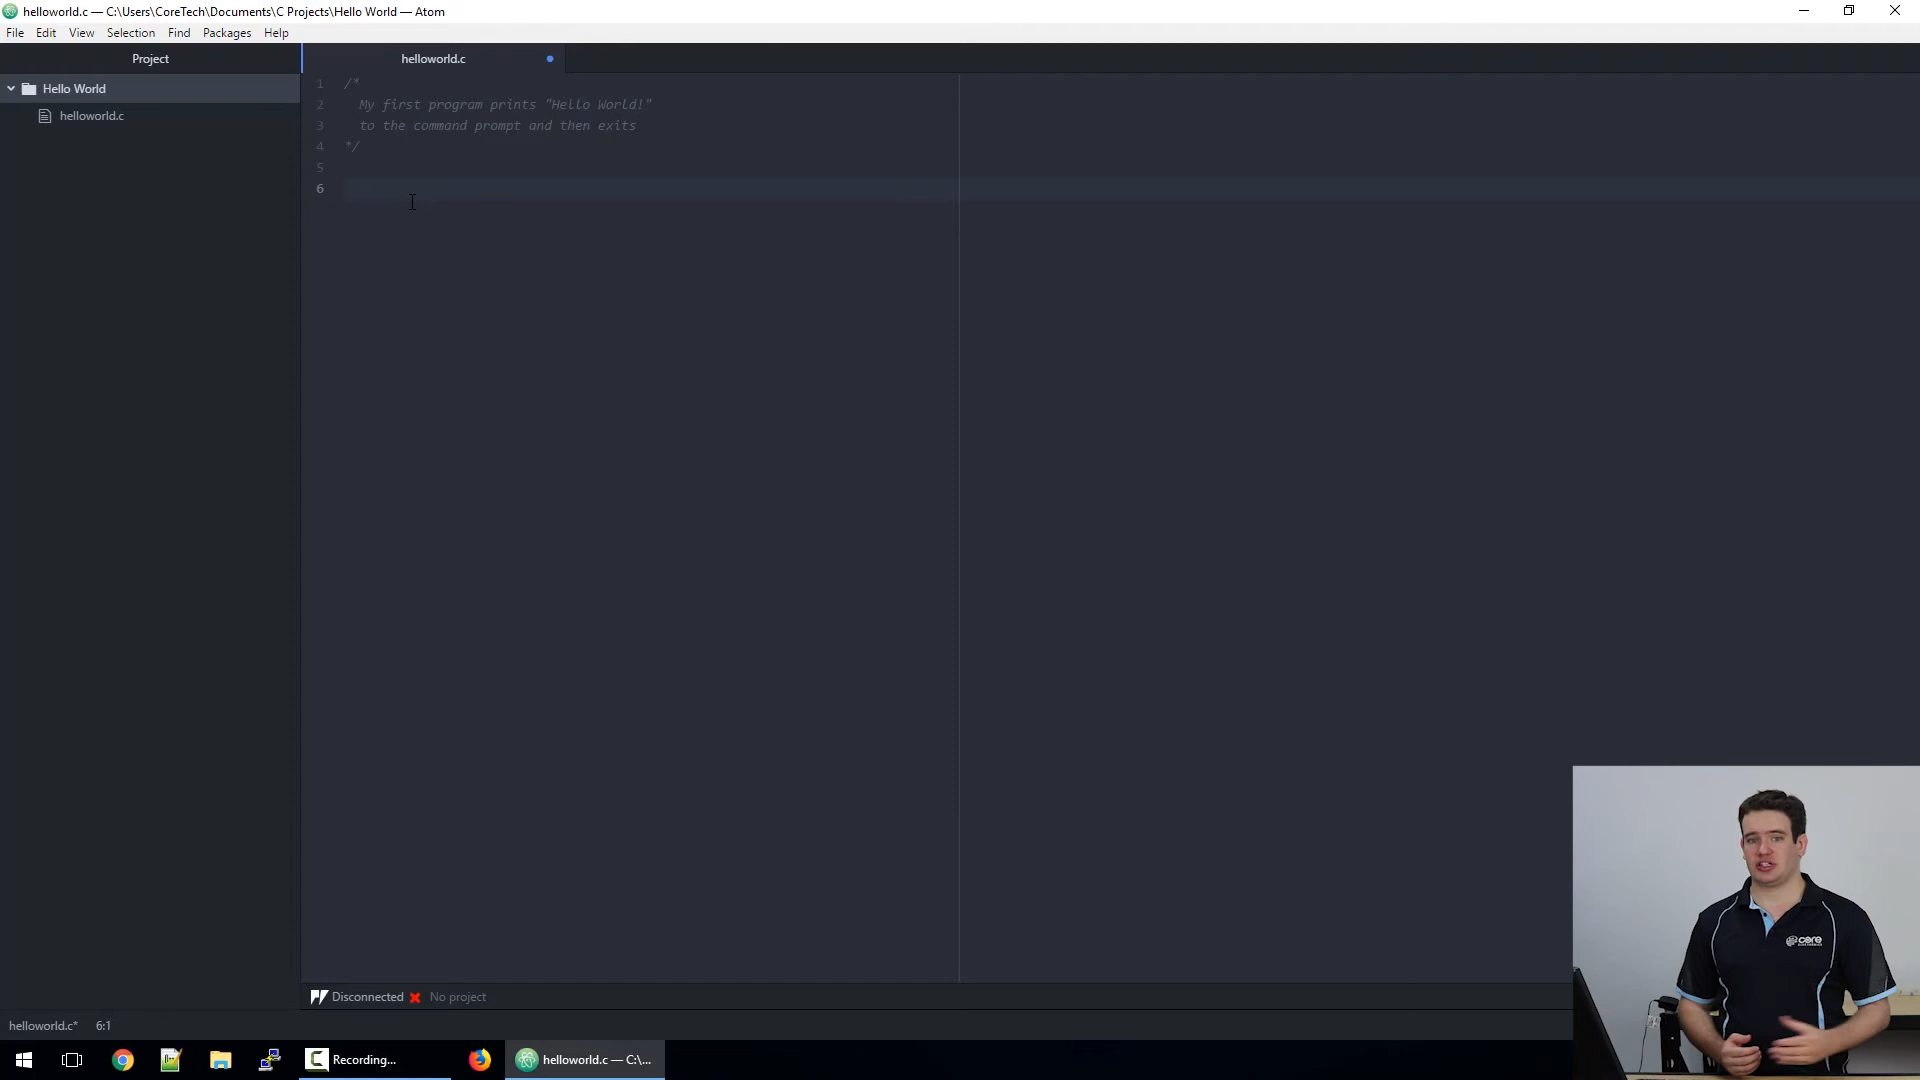 helloworld.c — C:\Users\CoreTech\Documents\C Projects\Hello World — Atom
File Edit View Selection Find Packages Help
Project
helloworld.c
Hello World
helloworld.c
1 /*
2 My first program prints "Hello World!"
3 to the command prompt and then exits
4 */
5
6
Disconnected No project
helloworld.c* 6:1
Recording...
helloworld.c — C:\...
core